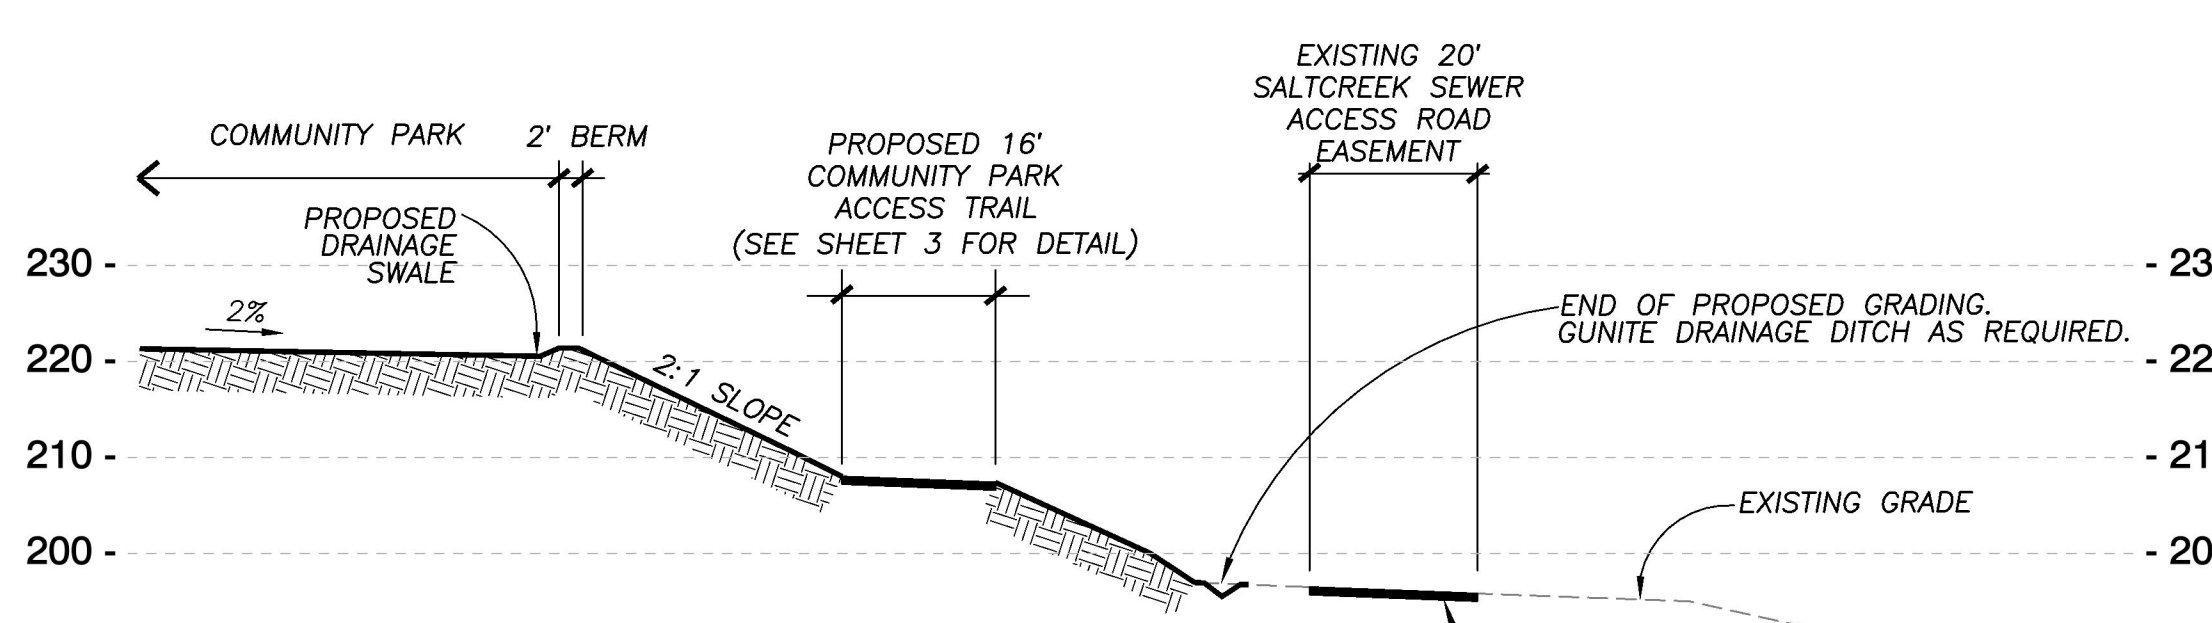 EXISTING 20'
SALTCREEK SEWER
ACCESS ROAD
EASEMENT
COMMUNITY PARK
2' BERM
PROPOSED 16'
COMMUNITY PARK
ACCESS TRAIL
(SEE SHEET 3 FOR DETAIL)
PROPOSED
DRAINAGE
SWALE
230 -
- 23
2%
END OF PROPOSED GRADING.
GUNITE DRAINAGE DITCH AS REQUIRED.
220 -
- 22
2:1 SLOPE
210 -
- 21
EXISTING GRADE
200 -
- 20